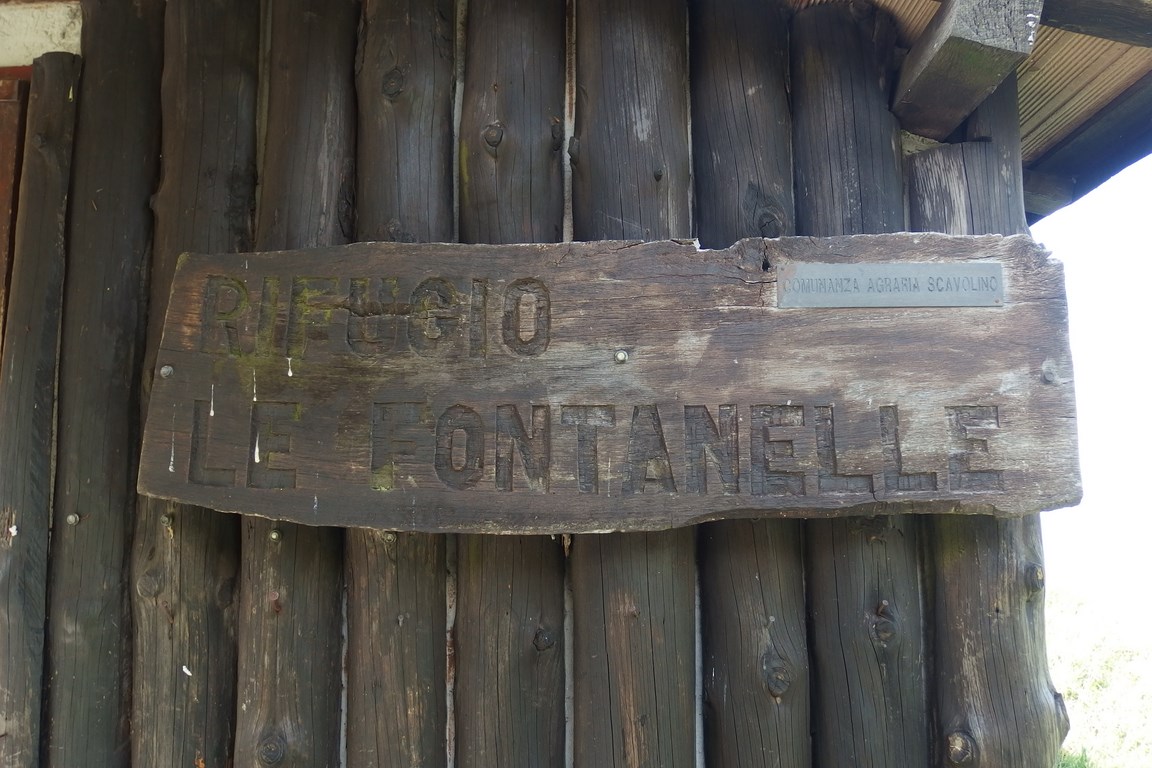 RIFUGIO
COMUNANZA AGRARIA SCAVOLINO
LE FONTANELLE